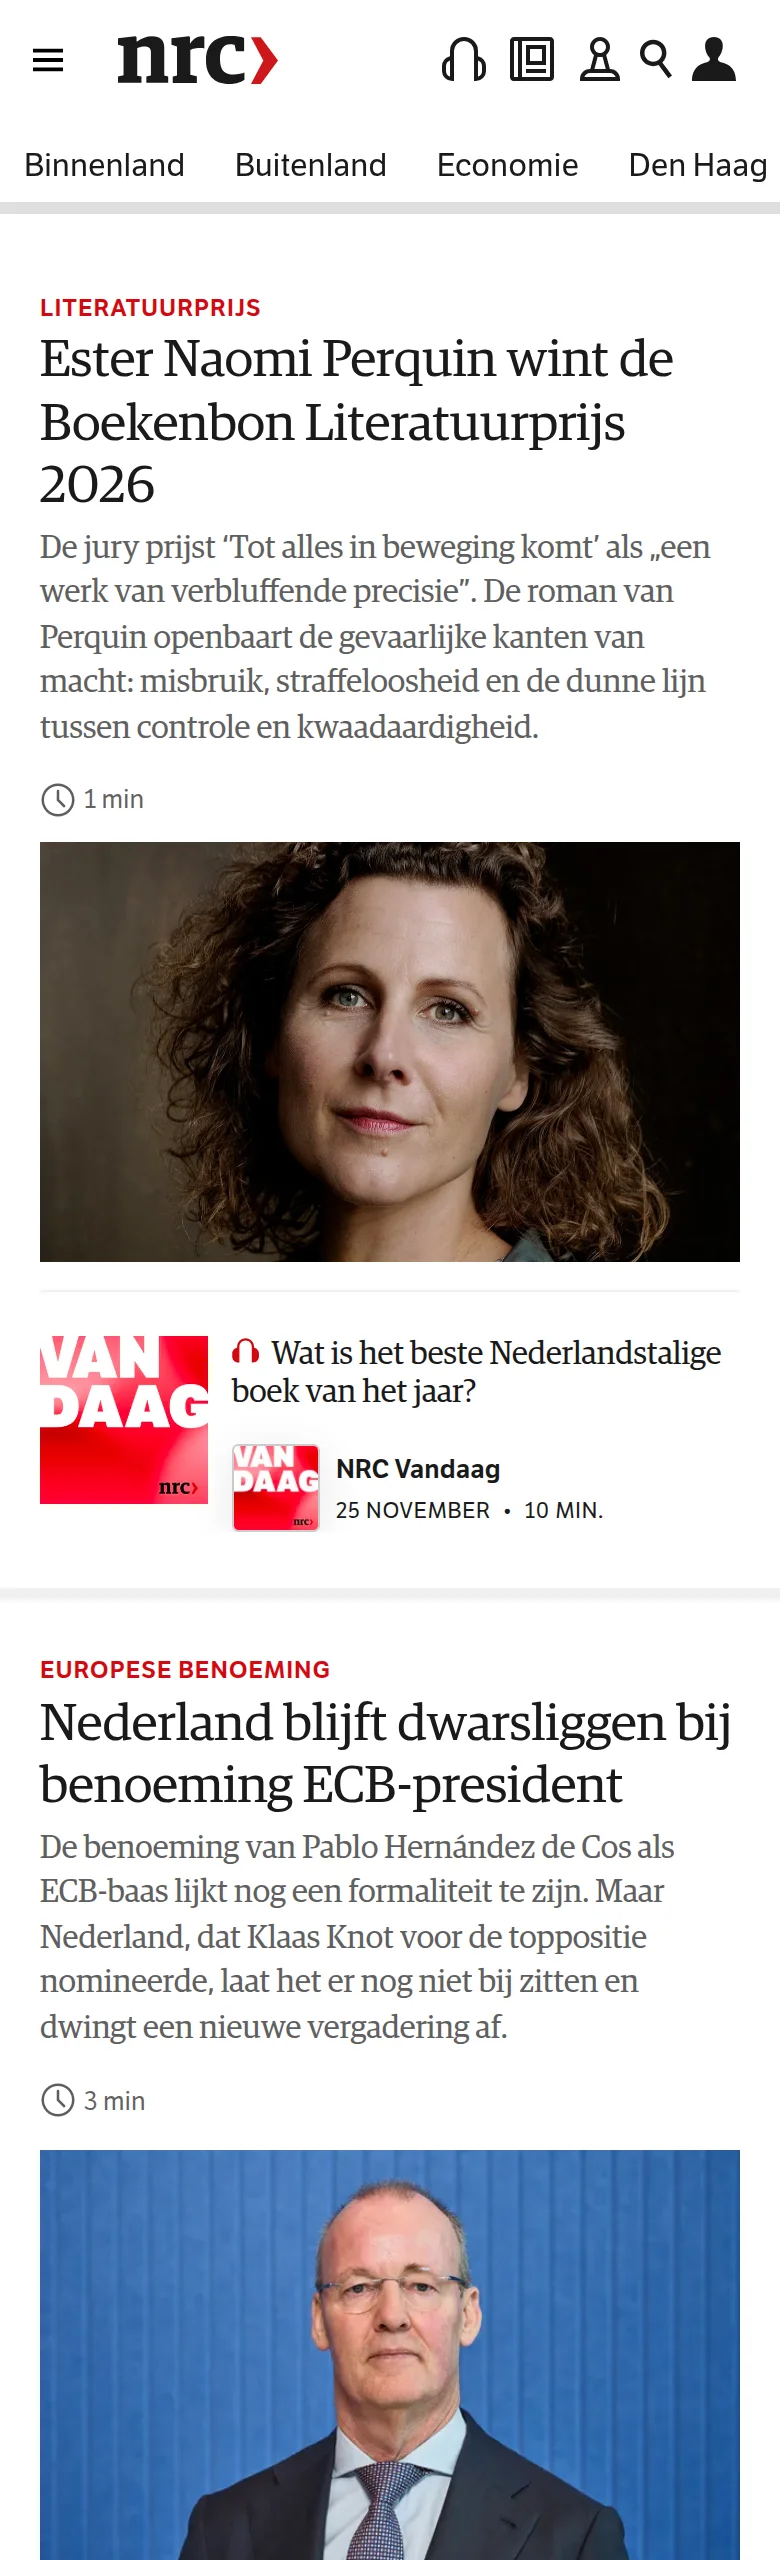 nrc
Binnenland Buitenland Economie Den Haag
LITERATUURPRIJS
Ester Naomi Perquin wint de
Boekenbon Literatuurprijs
2026
De jury prijst ‘Tot alles in beweging komt’ als „een
werk van verbluffende precisie”. De roman van
Perquin openbaart de gevaarlijke kanten van
macht: misbruik, straffeloosheid en de dunne lijn
tussen controle en kwaadaardigheid.
1 min
VAN
DAAG
nrc
Wat is het beste Nederlandstalige
boek van het jaar?
VAN
DAAG
nrc
NRC Vandaag
25 NOVEMBER • 10 MIN.
EUROPESE BENOEMING
Nederland blijft dwarsliggen bij
benoeming ECB-president
De benoeming van Pablo Hernández de Cos als
ECB-baas lijkt nog een formaliteit te zijn. Maar
Nederland, dat Klaas Knot voor de toppositie
nomineerde, laat het er nog niet bij zitten en
dwingt een nieuwe vergadering af.
3 min